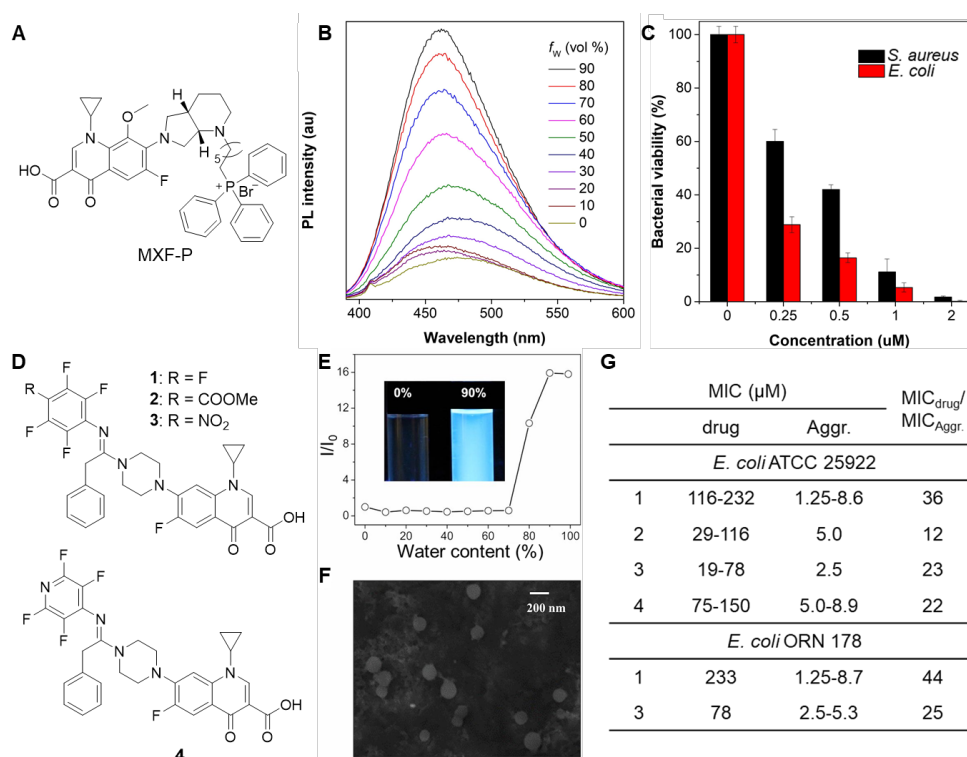 A
H
N
N
O
N
H
5
HO
O
O
F
P
+
Br-
MXF-P
B
fw (vol %)
90
80
70
60
50
40
30
20
10
0
PL intensity (au)
400 450 500 550 600
Wavelength (nm)
C
S. aureus
E. coli
100
80
60
40
20
0
Bacterial viability (%)
0 0.25 0.5 1 2
Concentration (uM)
D
1: R = F
2: R = COOMe
3: R = NO2
F
R
F
F
F
N
N
N
N
F
O
OH
O
F
N
F
F
F
N
N
N
N
F
O
OH
O
4
E
16
12
8
4
0
I/I0
0% 90%
0 20 40 60 80 100
Water content (%)
F
200 nm
G
MIC (µM) MICdrug/
MICAggr.
drug Aggr.
E. coli ATCC 25922
1 116-232 1.25-8.6 36
2 29-116 5.0 12
3 19-78 2.5 23
4 75-150 5.0-8.9 22
E. coli ORN 178
1 233 1.25-8.7 44
3 78 2.5-5.3 25